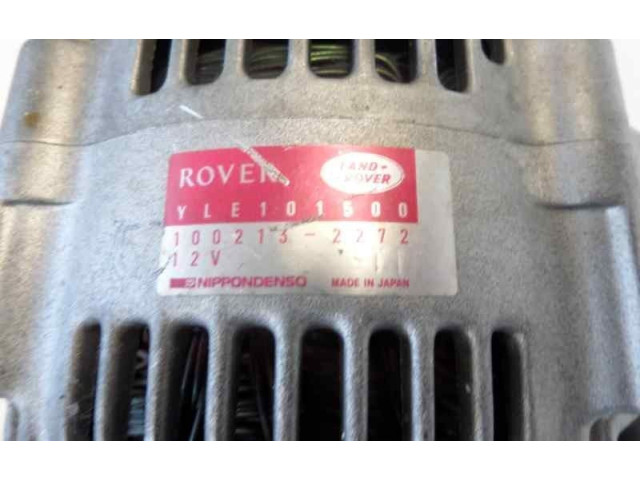 ROVER LAND-ROVER
YLE101500
100213-2272
12V
NIPPONDENSO MADE IN JAPAN